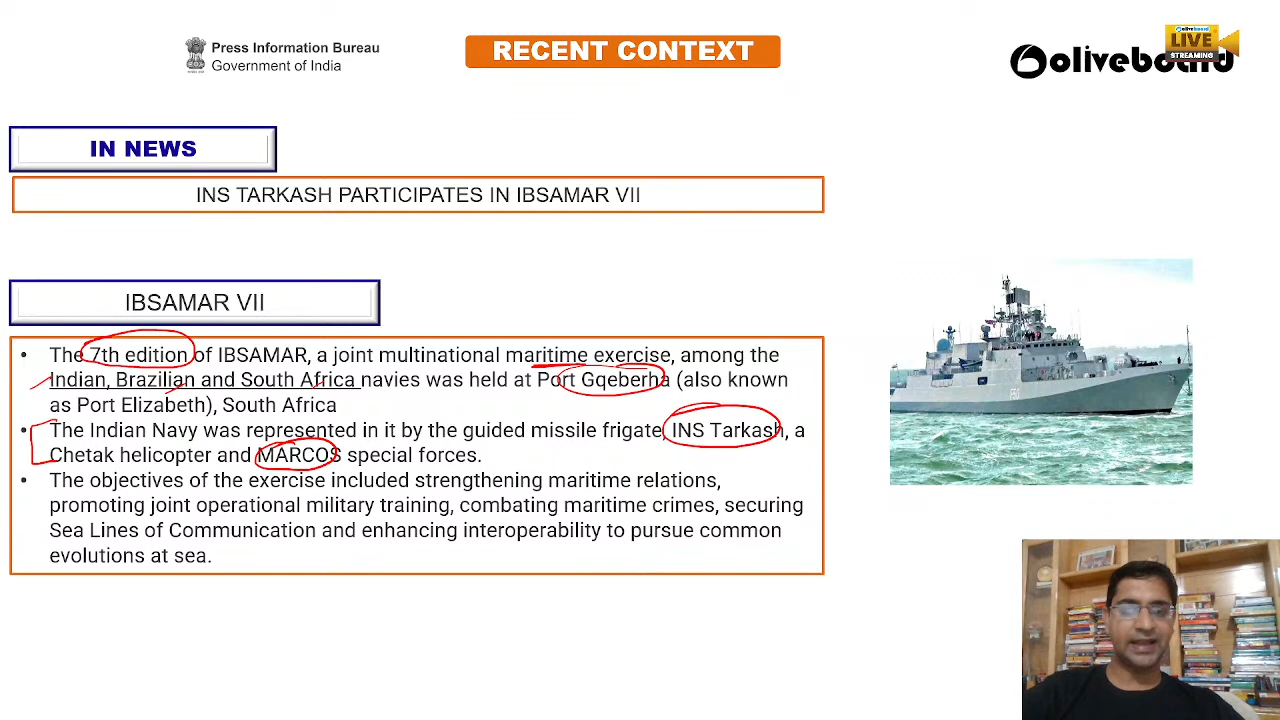 Press Information Bureau
Government of India
RECENT CONTEXT
LIVE
STREAMING
oliveboard
IN NEWS
INS TARKASH PARTICIPATES IN IBSAMAR VII
IBSAMAR VII
• The 7th edition of IBSAMAR, a joint multinational maritime exercise, among the
Indian, Brazilian and South Africa navies was held at Port Gqeberha (also known
as Port Elizabeth), South Africa
• The Indian Navy was represented in it by the guided missile frigate, INS Tarkash, a
Chetak helicopter and MARCOS special forces.
• The objectives of the exercise included strengthening maritime relations,
promoting joint operational military training, combating maritime crimes, securing
Sea Lines of Communication and enhancing interoperability to pursue common
evolutions at sea.
F50